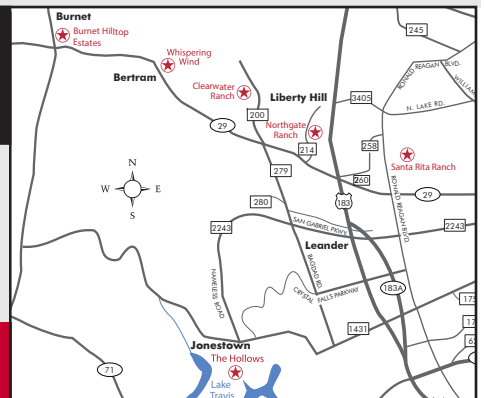 Burnet
Burnet Hilltop
Estates
245
Whispering
Wind
RONALD REAGAN BLVD.
Bertram
Clearwater
Ranch
Liberty Hill
3405
N. LAKE RD.
200
29
Northgate
Ranch
214
258
Santa Rita Ranch
279
260
N
W
E
S
280
183
29
RONALD REAGAN BLVD.
2243
SAN GABRIEL PKWY.
2243
Leander
NAMELESS ROAD
BAGDAD RD.
CRYSTAL FALLS PARKWAY
183A
1431
Jonestown
The Hollows
71
Lake
Travis